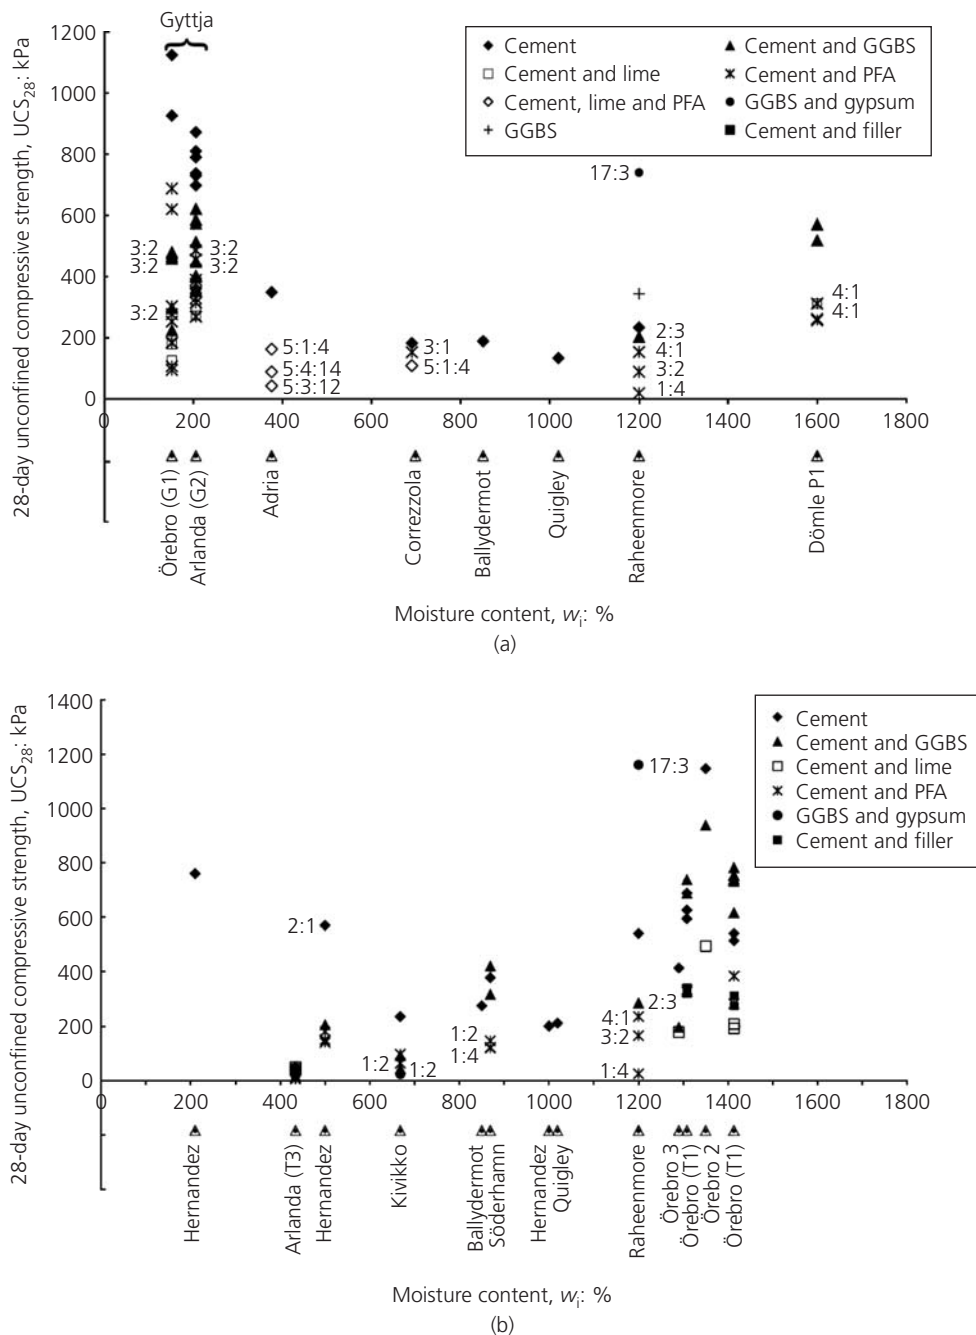 Gyttja
28-day unconfined compressive strength, UCS28: kPa
1200
1000
800
600
400
200
0
Cement
Cement and lime
Cement, lime and PFA
GGBS
Cement and GGBS
Cement and PFA
GGBS and gypsum
Cement and filler
17:3
3:2
3:2
3:2
3:2
3:2
5:1:4
5:4:14
5:3:12
3:1
5:1:4
2:3
4:1
3:2
1:4
4:1
4:1
0 200 400 600 800 1000 1200 1400 1600 1800
Örebro (G1)
Arlanda (G2)
Adria
Correzzola
Ballydermot
Quigley
Raheenmore
Dömle P1
Moisture content, wi: %
(a)
28-day unconfined compressive strength, UCS28: kPa
1400
1200
1000
800
600
400
200
0
Cement
Cement and GGBS
Cement and lime
Cement and PFA
GGBS and gypsum
Cement and filler
17:3
2:1
1:2
1:2
1:2
1:4
2:3
4:1
3:2
1:4
0 200 400 600 800 1000 1200 1400 1600 1800
Hernandez
Arlanda (T3)
Hernandez
Kivikko
Ballydermot
Söderhamn
Hernandez
Quigley
Raheenmore
Örebro 3
Örebro (T1)
Örebro 2
Örebro (T1)
Moisture content, wi: %
(b)